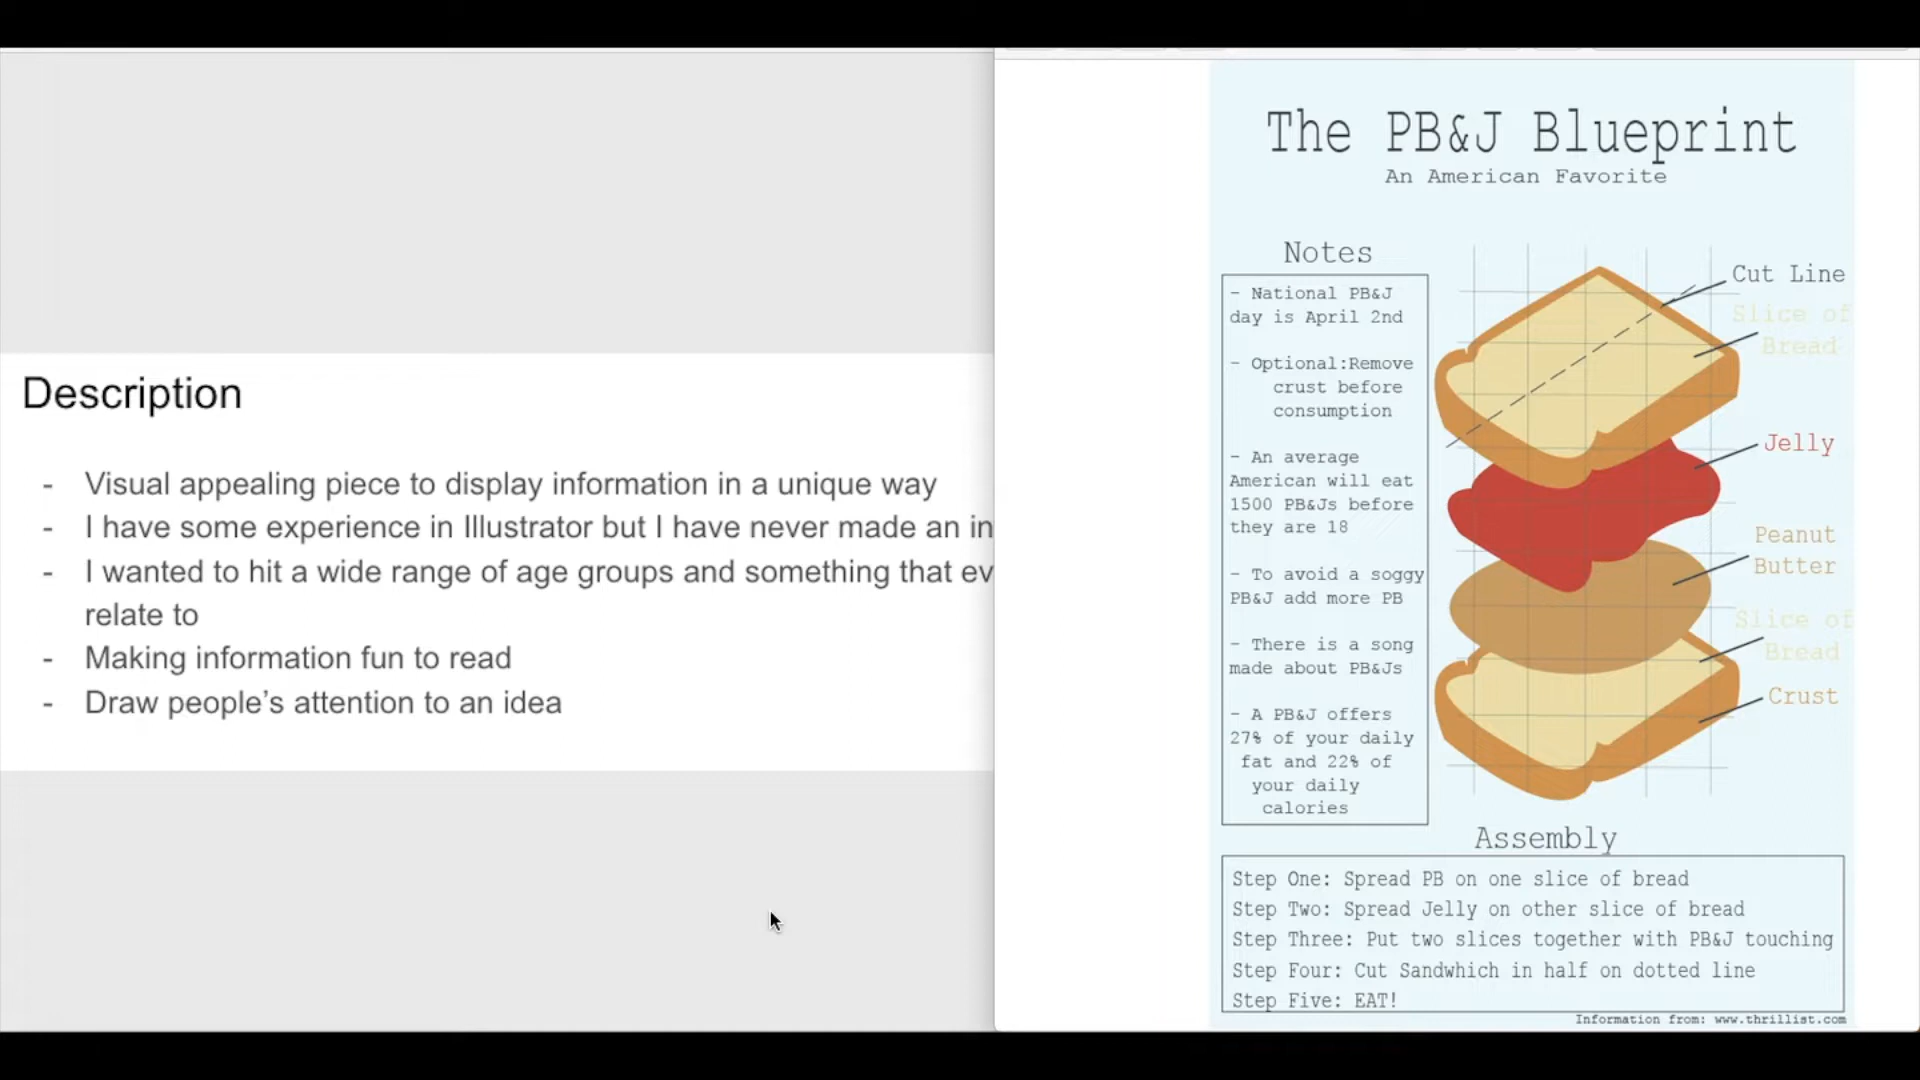 Description
- Visual appealing piece to display information in a unique way
- I have some experience in Illustrator but I have never made an in
- I wanted to hit a wide range of age groups and something that ev
relate to
- Making information fun to read
- Draw people’s attention to an idea
The PB&J Blueprint
An American Favorite
Notes
- National PB&J
day is April 2nd
- Optional:Remove
crust before
consumption
- An average
American will eat
1500 PB&Js before
they are 18
- To avoid a soggy
PB&J add more PB
- There is a song
made about PB&Js
- A PB&J offers
27% of your daily
fat and 22% of
your daily
calories
Cut Line
Slice of
Bread
Jelly
Peanut
Butter
Slice of
Bread
Crust
Assembly
Step One: Spread PB on one slice of bread
Step Two: Spread Jelly on other slice of bread
Step Three: Put two slices together with PB&J touching
Step Four: Cut Sandwhich in half on dotted line
Step Five: EAT!
Information from: www.thrillist.com